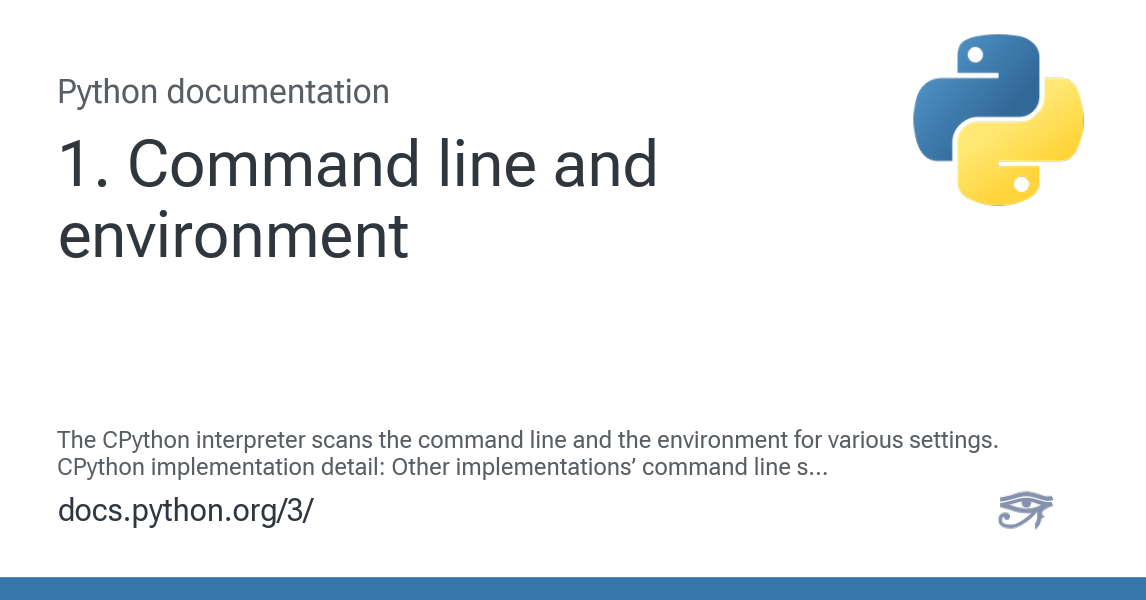 Python documentation
1. Command line and
environment
The CPython interpreter scans the command line and the environment for various settings.
CPython implementation detail: Other implementations’ command line s...
docs.python.org/3/